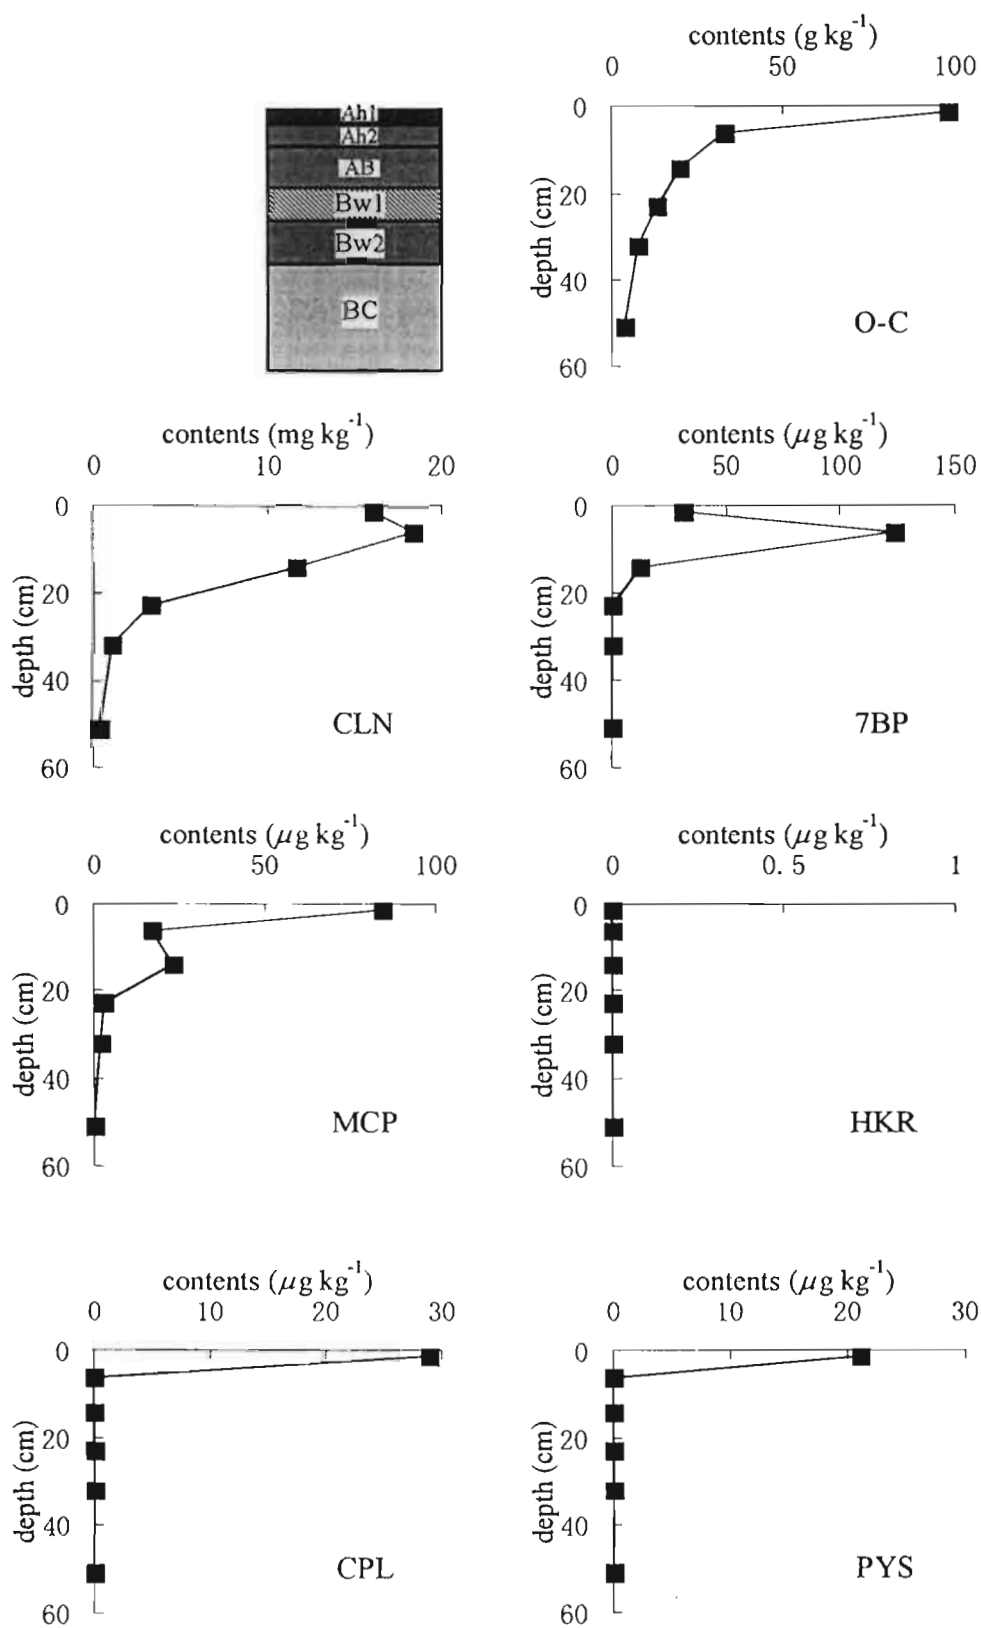 contents (g kg⁻¹)
0 50 100
Ah1
Ah2
AB
Bw1
Bw2
BC
0
20
40
60
depth (cm)
O-C
contents (mg kg⁻¹)
0 10 20
0
20
40
60
depth (cm)
CLN
contents (μg kg⁻¹)
0 50 100 150
0
20
40
60
depth (cm)
7BP
contents (μg kg⁻¹)
0 50 100
0
20
40
60
depth (cm)
MCP
contents (μg kg⁻¹)
0 0.5 1
0
20
40
60
depth (cm)
HKR
contents (μg kg⁻¹)
0 10 20 30
0
20
40
60
depth (cm)
CPL
contents (μg kg⁻¹)
0 10 20 30
0
20
40
60
depth (cm)
PYS